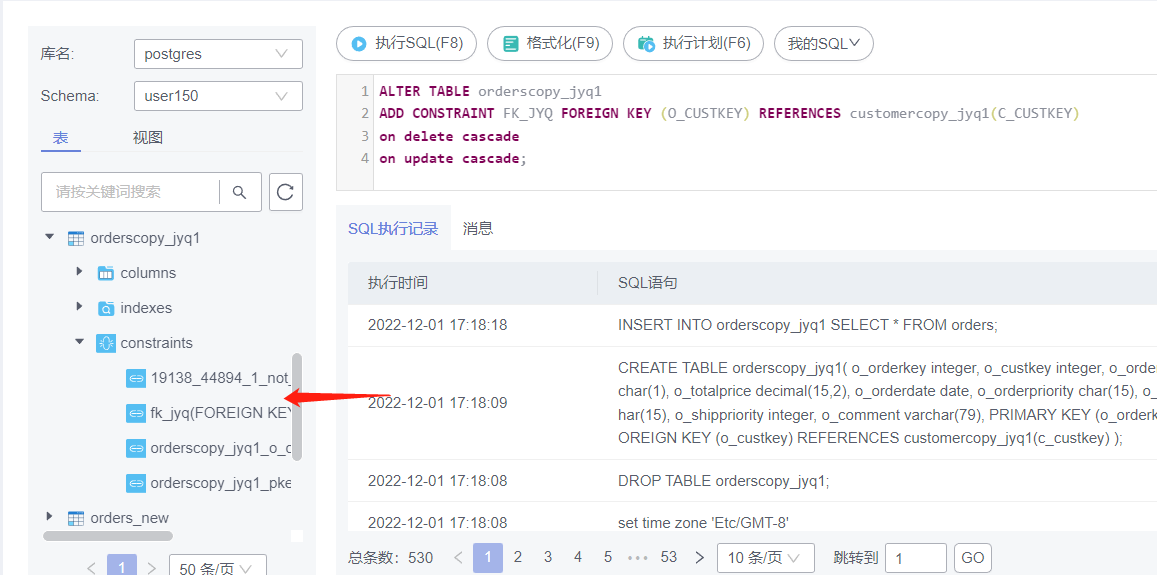 库名:
postgres
Schema:
user150
表
视图
请按关键词搜索
orderscopy_jyq1
columns
indexes
constraints
19138_44894_1_not_
fk_jyq(FOREIGN KEY
orderscopy_jyq1_o_c
orderscopy_jyq1_pke
orders_new
1
50 条/页
执行SQL(F8)
格式化(F9)
执行计划(F6)
我的SQL
1 ALTER TABLE orderscopy_jyq1
2 ADD CONSTRAINT FK_JYQ FOREIGN KEY (O_CUSTKEY) REFERENCES customercopy_jyq1(C_CUSTKEY)
3 on delete cascade
4 on update cascade;
SQL执行记录
消息
执行时间
SQL语句
2022-12-01 17:18:18
INSERT INTO orderscopy_jyq1 SELECT * FROM orders;
2022-12-01 17:18:09
CREATE TABLE orderscopy_jyq1( o_orderkey integer, o_custkey integer, o_orde
char(1), o_totalprice decimal(15,2), o_orderdate date, o_orderpriority char(15), o_
har(15), o_shippriority integer, o_comment varchar(79), PRIMARY KEY (o_orderk
OREIGN KEY (o_custkey) REFERENCES customercopy_jyq1(c_custkey) );
2022-12-01 17:18:08
DROP TABLE orderscopy_jyq1;
2022-12-01 17:18:08
set time zone 'Etc/GMT-8'
总条数: 530
1 2 3 4 5 ••• 53
10 条/页
跳转到 1 GO